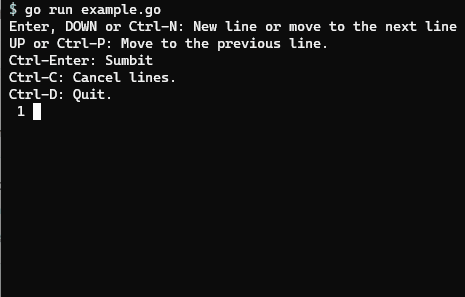 $ go run example.go
Enter, DOWN or Ctrl-N: New line or move to the next line
UP or Ctrl-P: Move to the previous line.
Ctrl-Enter: Sumbit
Ctrl-C: Cancel lines.
Ctrl-D: Quit.
1